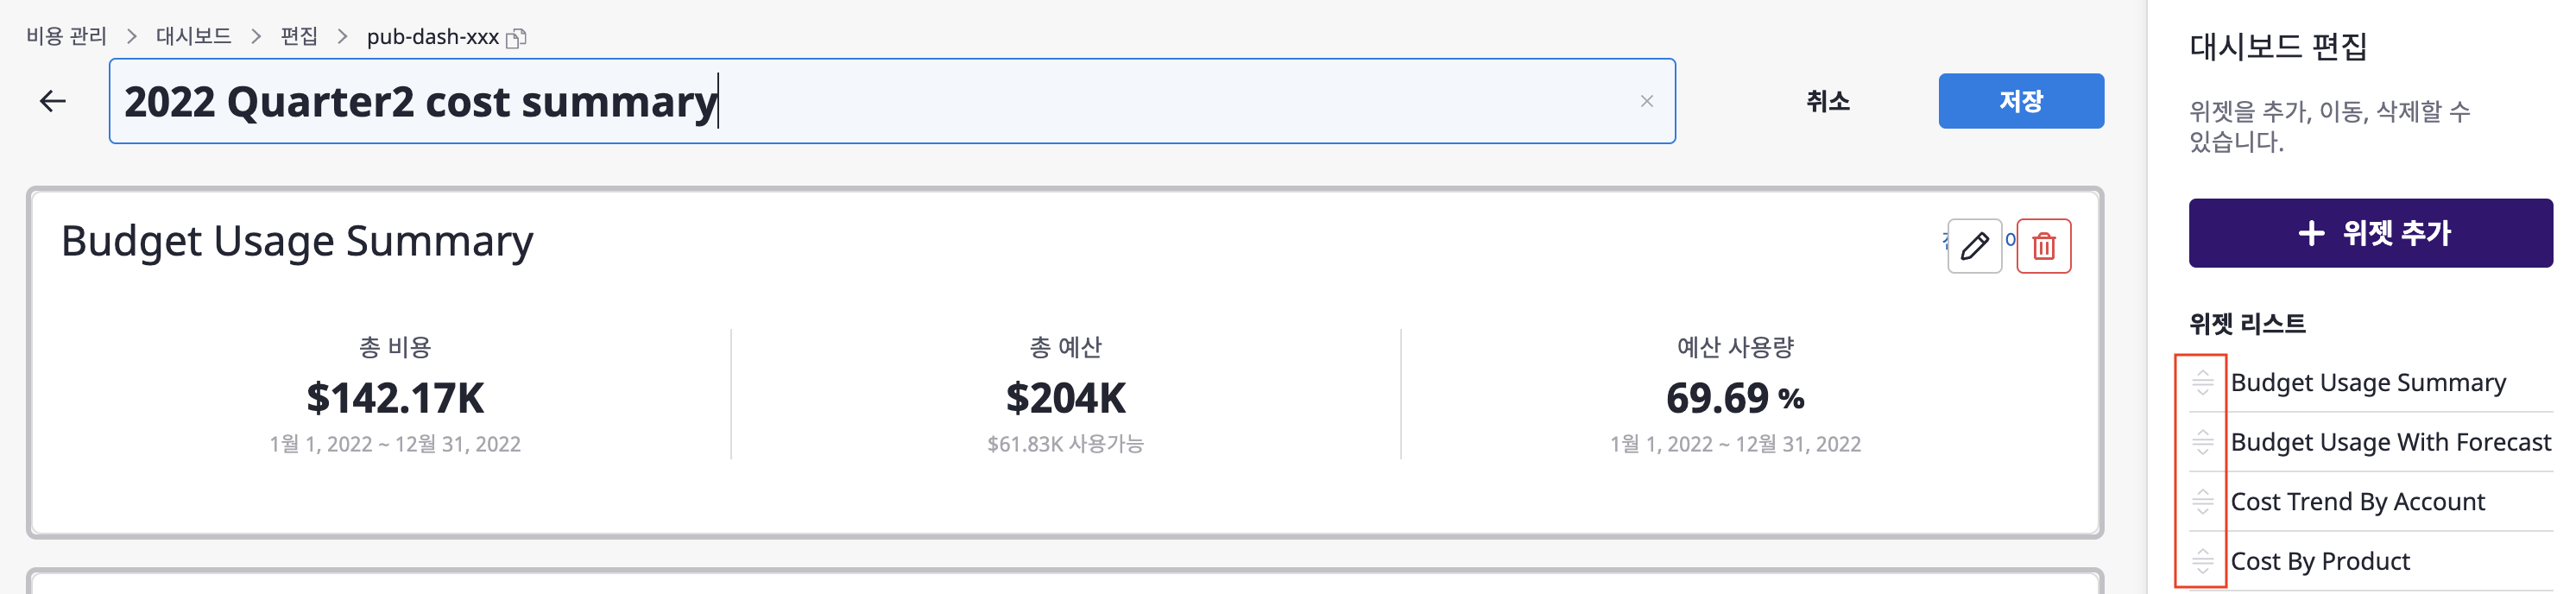 비용 관리 > 대시보드 > 편집 > pub-dash-xxx
2022 Quarter2 cost summary
취소
저장
Budget Usage Summary
총 비용
$142.17K
1월 1, 2022 ~ 12월 31, 2022
총 예산
$204K
$61.83K 사용가능
예산 사용량
69.69 %
1월 1, 2022 ~ 12월 31, 2022
대시보드 편집
위젯을 추가, 이동, 삭제할 수
있습니다.
+ 위젯 추가
위젯 리스트
Budget Usage Summary
Budget Usage With Forecast
Cost Trend By Account
Cost By Product